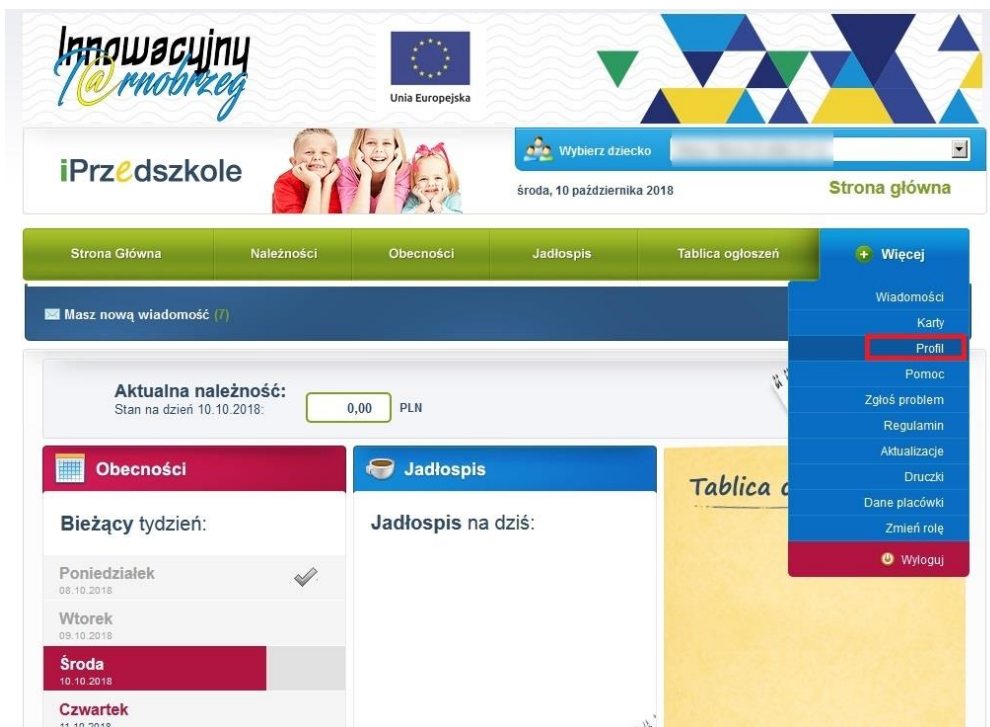 Innowacyjny
T@rnobrzeg
Unia Europejska
iPrzedszkole
Wybierz dziecko
środa, 10 października 2018
Strona główna
Strona Główna
Należności
Obecności
Jadłospis
Tablica ogłoszeń
Więcej
Masz nową wiadomość (7)
Wiadomości
Karty
Profil
Pomoc
Zgłoś problem
Regulamin
Aktualizacje
Druczki
Dane placówki
Zmień rolę
Wyloguj
Aktualna należność:
Stan na dzień 10.10.2018:
0,00 PLN
Obecności
Bieżący tydzień:
Poniedziałek
08.10.2018
Wtorek
09.10.2018
Środa
10.10.2018
Czwartek
11.10.2018
Jadłospis
Jadłospis na dziś:
Tablica